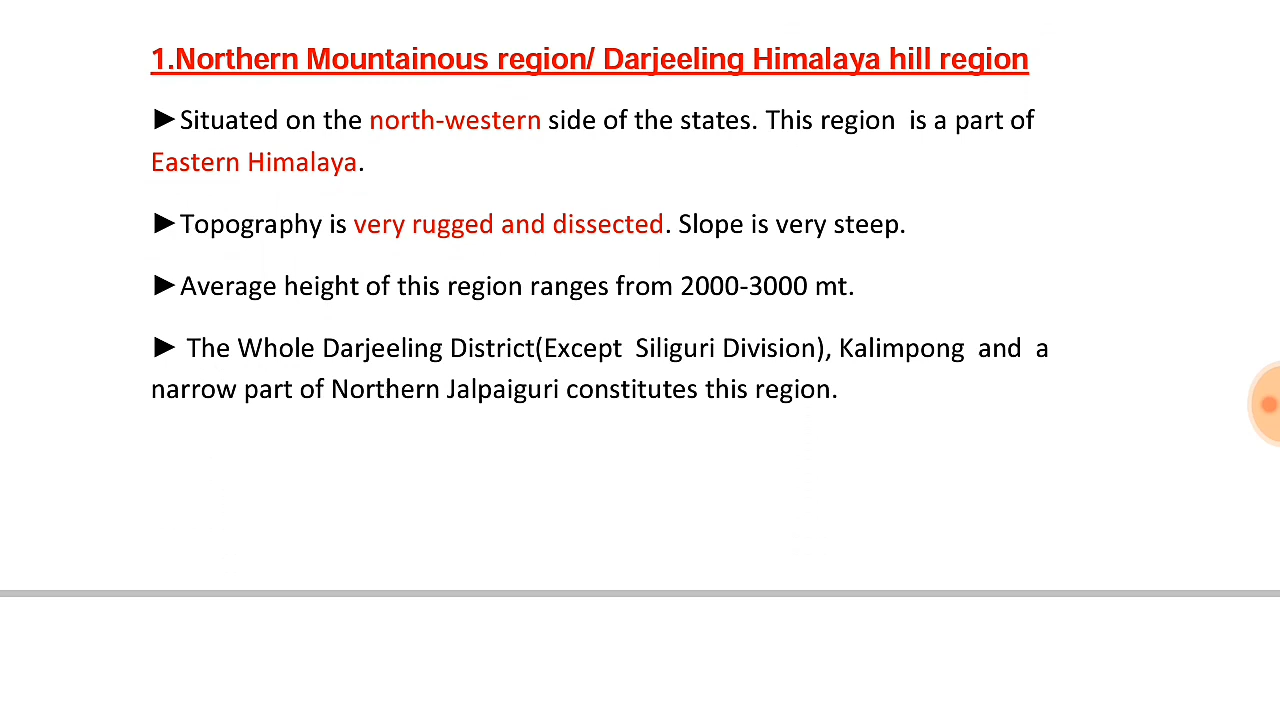 1.Northern Mountainous region/ Darjeeling Himalaya hill region
►Situated on the north-western side of the states. This region  is a part of
Eastern Himalaya.
►Topography is very rugged and dissected. Slope is very steep.
►Average height of this region ranges from 2000-3000 mt.
► The Whole Darjeeling District(Except  Siliguri Division), Kalimpong  and  a
narrow part of Northern Jalpaiguri constitutes this region.